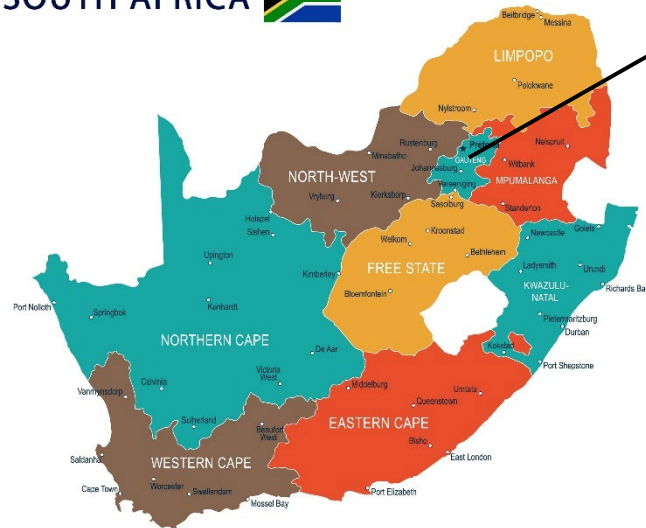 SOUTH AFRICA
Beitbridge
Messina
LIMPOPO
Polokwane
Nylstroom
Rustenburg
Pretoria
Nelspruit
Mmabatho
GAUTENG
Witbank
Johannesburg
NORTH-WEST
MPUMALANGA
Vereeniging
Vryburg
Klerksdorp
Sasolburg
Standerton
Hotazel
Sishen
Kroonstad
Newcastle
Golela
Welkom
Bethlehem
Upington
Kimberley
FREE STATE
Ladysmith
Ulundi
KWAZULU-
NATAL
Richards Ba
Bloemfontein
Port Nolloth
Springbok
Kenhardt
Pietermaritzburg
Durban
NORTHERN CAPE
Kokstad
De Aar
Port Shepstone
Victoria
West
Calvinia
Middelburg
Umtata
Vanrhynsdorp
Queenstown
Sutherland
EASTERN CAPE
Beaufort
West
Bisho
Saldanha
WESTERN CAPE
East London
Worcester
Cape Town
Swellendam
Port Elizabeth
Mossel Bay